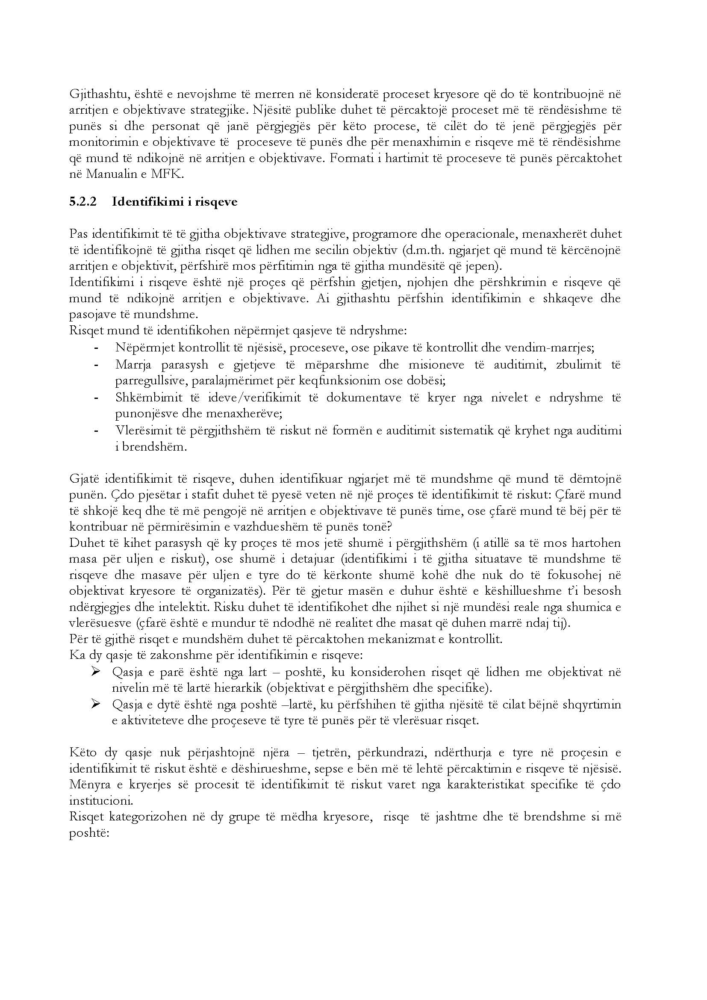 Gjithashtu, është e nevojshme të merren në konsideratë proceset kryesore që do të kontribuojnë në
arritjen e objektivave strategjike. Njësitë publike duhet të përcaktojë proceset më të rëndësishme të
punës si dhe personat që janë përgjegjës për këto procese, të cilët do të jenë përgjegjës për
monitorimin e objektivave të  proceseve të punës dhe për menaxhimin e risqeve më të rëndësishme
që mund të ndikojnë në arritjen e objektivave. Formati i hartimit të proceseve të punës përcaktohet
në Manualin e MFK.
5.2.2 Identifikimi i risqeve
Pas identifikimit të të gjitha objektivave strategjive, programore dhe operacionale, menaxherët duhet
të identifikojnë të gjitha risqet që lidhen me secilin objektiv (d.m.th. ngjarjet që mund të kërcënojnë
arritjen e objektivit, përfshirë mos përfitimin nga të gjitha mundësitë që jepen).
Identifikimi i risqeve është një proçes që përfshin gjetjen, njohjen dhe përshkrimin e risqeve që
mund të ndikojnë arritjen e objektivave. Ai gjithashtu përfshin identifikimin e shkaqeve dhe
pasojave të mundshme.
Risqet mund të identifikohen nëpërmjet qasjeve të ndryshme:
- Nëpërmjet kontrollit të njësisë, proceseve, ose pikave të kontrollit dhe vendim-marrjes;
- Marrja parasysh e gjetjeve të mëparshme dhe misioneve të auditimit, zbulimit të
parregullsive, paralajmërimet për keqfunksionim ose dobësi;
- Shkëmbimit të ideve/verifikimit të dokumentave të kryer nga nivelet e ndryshme të
punonjësve dhe menaxherëve;
- Vlerësimit të përgjithshëm të riskut në formën e auditimit sistematik që kryhet nga auditimi
i brendshëm.
Gjatë identifikimit të risqeve, duhen identifikuar ngjarjet më të mundshme që mund të dëmtojnë
punën. Çdo pjesëtar i stafit duhet të pyesë veten në një proçes të identifikimit të riskut: Çfarë mund
të shkojë keq dhe të më pengojë në arritjen e objektivave të punës time, ose çfarë mund të bëj për të
kontribuar në përmirësimin e vazhdueshëm të punës tonë?
Duhet të kihet parasysh që ky proçes të mos jetë shumë i përgjithshëm (i atillë sa të mos hartohen
masa për uljen e riskut), ose shumë i detajuar (identifikimi i të gjitha situatave të mundshme të
risqeve dhe masave për uljen e tyre do të kërkonte shumë kohë dhe nuk do të fokusohej në
objektivat kryesore të organizatës). Për të gjetur masën e duhur është e këshillueshme t’i besosh
ndërgjegjes dhe intelektit. Risku duhet të identifikohet dhe njihet si një mundësi reale nga shumica e
vlerësuesve (çfarë është e mundur të ndodhë në realitet dhe masat që duhen marrë ndaj tij).
Për të gjithë risqet e mundshëm duhet të përcaktohen mekanizmat e kontrollit.
Ka dy qasje të zakonshme për identifikimin e risqeve:
➢ Qasja e parë është nga lart – poshtë, ku konsiderohen risqet që lidhen me objektivat në
nivelin më të lartë hierarkik (objektivat e përgjithshëm dhe specifike).
➢ Qasja e dytë është nga poshtë –lartë, ku përfshihen të gjitha njësitë të cilat bëjnë shqyrtimin
e aktiviteteve dhe proçeseve të tyre të punës për të vlerësuar risqet.
Këto dy qasje nuk përjashtojnë njëra – tjetrën, përkundrazi, ndërthurja e tyre në proçesin e
identifikimit të riskut është e dëshirueshme, sepse e bën më të lehtë përcaktimin e risqeve të njësisë.
Mënyra e kryerjes së procesit të identifikimit të riskut varet nga karakteristikat specifike të çdo
institucioni.
Risqet kategorizohen në dy grupe të mëdha kryesore,  risqe  të jashtme dhe të brendshme si më
poshtë: